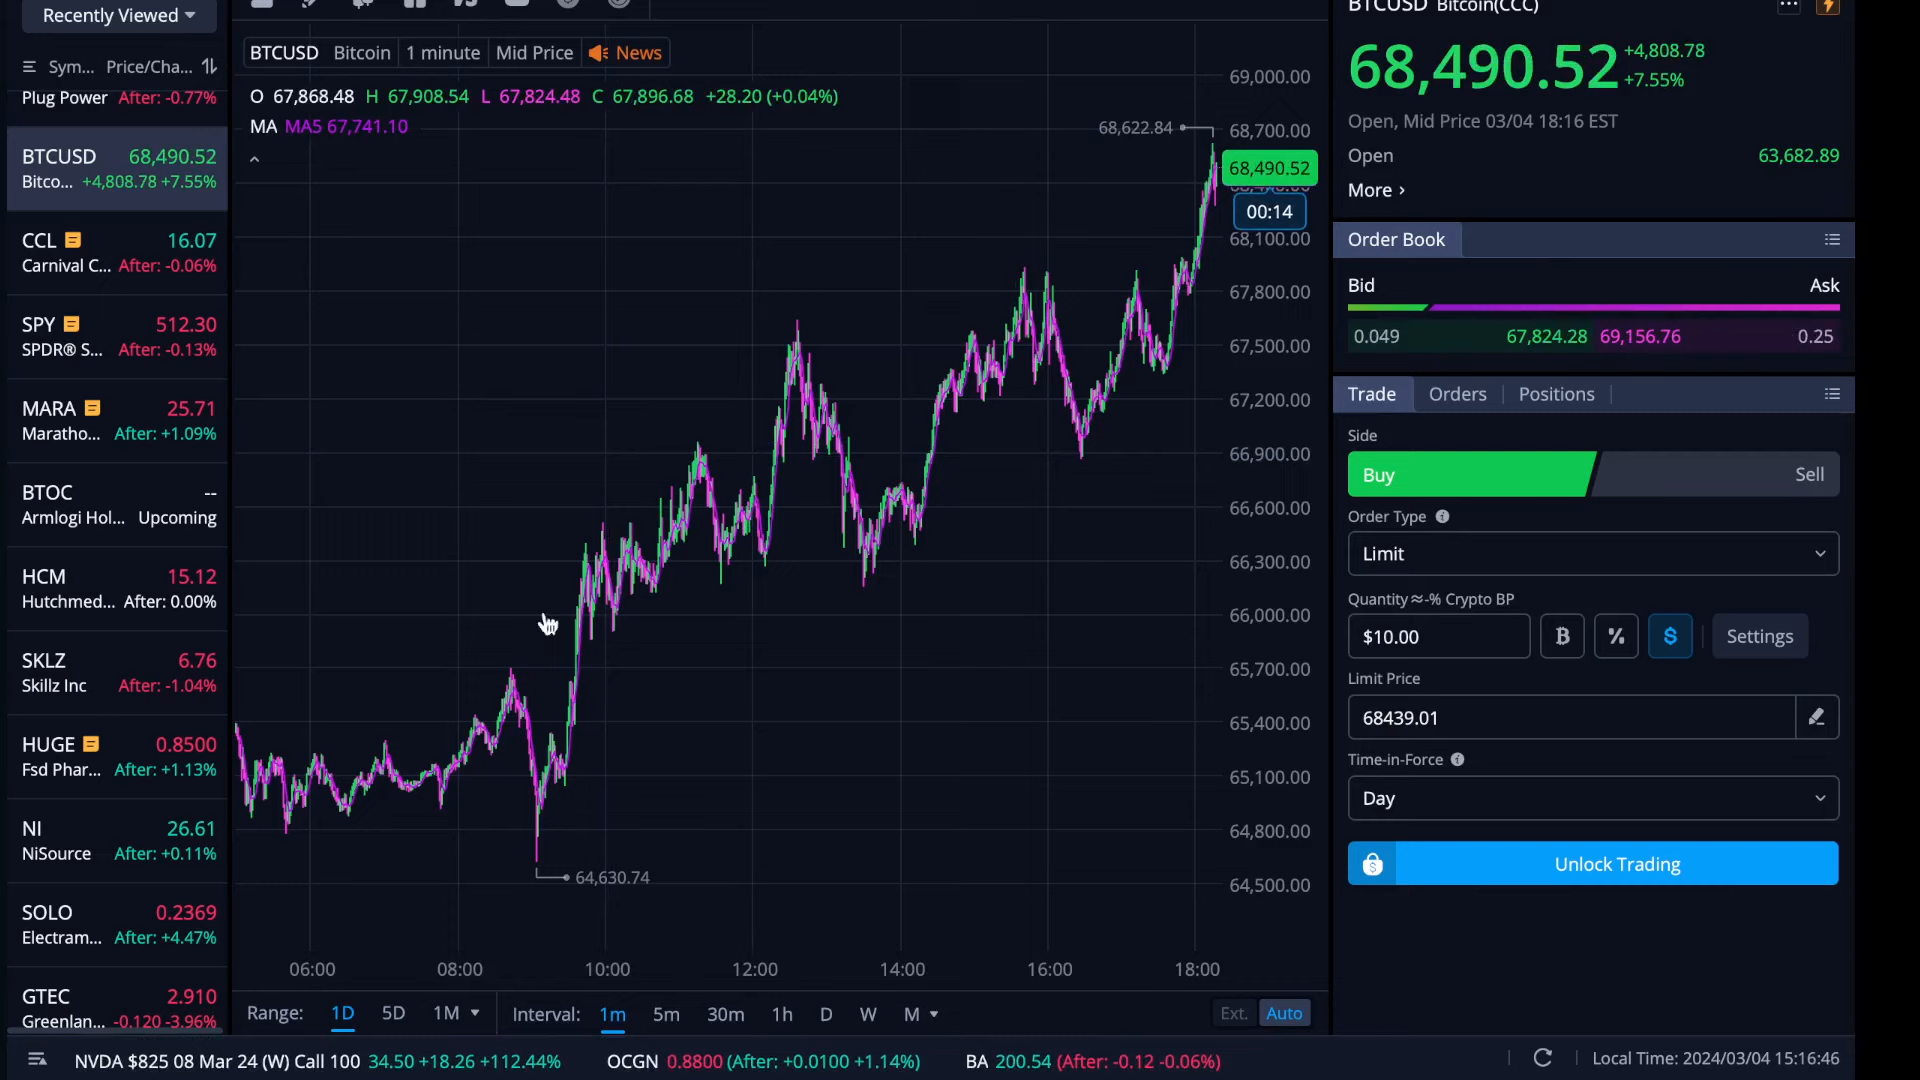 Recently Viewed
Sym... Price/Cha...
Plug Power After: -0.77%
BTCUSD 68,490.52
Bitco... +4,808.78 +7.55%
CCL 16.07
Carnival C... After: -0.06%
SPY 512.30
SPDR® S... After: -0.13%
MARA 25.71
Maratho... After: +1.09%
BTOC --
Armlogi Hol... Upcoming
HCM 15.12
Hutchmed... After: 0.00%
SKLZ 6.76
Skillz Inc After: -1.04%
HUGE 0.8500
Fsd Phar... After: +1.13%
NI 26.61
NiSource After: +0.11%
SOLO 0.2369
Electram... After: +4.47%
GTEC 2.910
Greenlan... -0.120 -3.96%
BTCUSD Bitcoin 1 minute Mid Price News
O 67,868.48 H 67,908.54 L 67,824.48 C 67,896.68 +28.20 (+0.04%)
MA MA5 67,741.10
68,622.84
64,630.74
69,000.00
68,700.00
68,490.52
00:14
68,100.00
67,800.00
67,500.00
67,200.00
66,900.00
66,600.00
66,300.00
66,000.00
65,700.00
65,400.00
65,100.00
64,800.00
64,500.00
06:00 08:00 10:00 12:00 14:00 16:00 18:00
Range: 1D 5D 1M Interval: 1m 5m 30m 1h D W M Ext. Auto
BTCUSD Bitcoin(CCC)
68,490.52 +4,808.78
+7.55%
Open, Mid Price 03/04 18:16 EST
Open 63,682.89
More
Order Book
Bid Ask
0.049 67,824.28 69,156.76 0.25
Trade Orders Positions
Side
Buy Sell
Order Type
Limit
Quantity≈-% Crypto BP
$10.00 % $ Settings
Limit Price
68439.01
Time-in-Force
Day
Unlock Trading
NVDA $825 08 Mar 24 (W) Call 100 34.50 +18.26 +112.44% OCGN 0.8800 (After: +0.0100 +1.14%) BA 200.54 (After: -0.12 -0.06%) Local Time: 2024/03/04 15:16:46